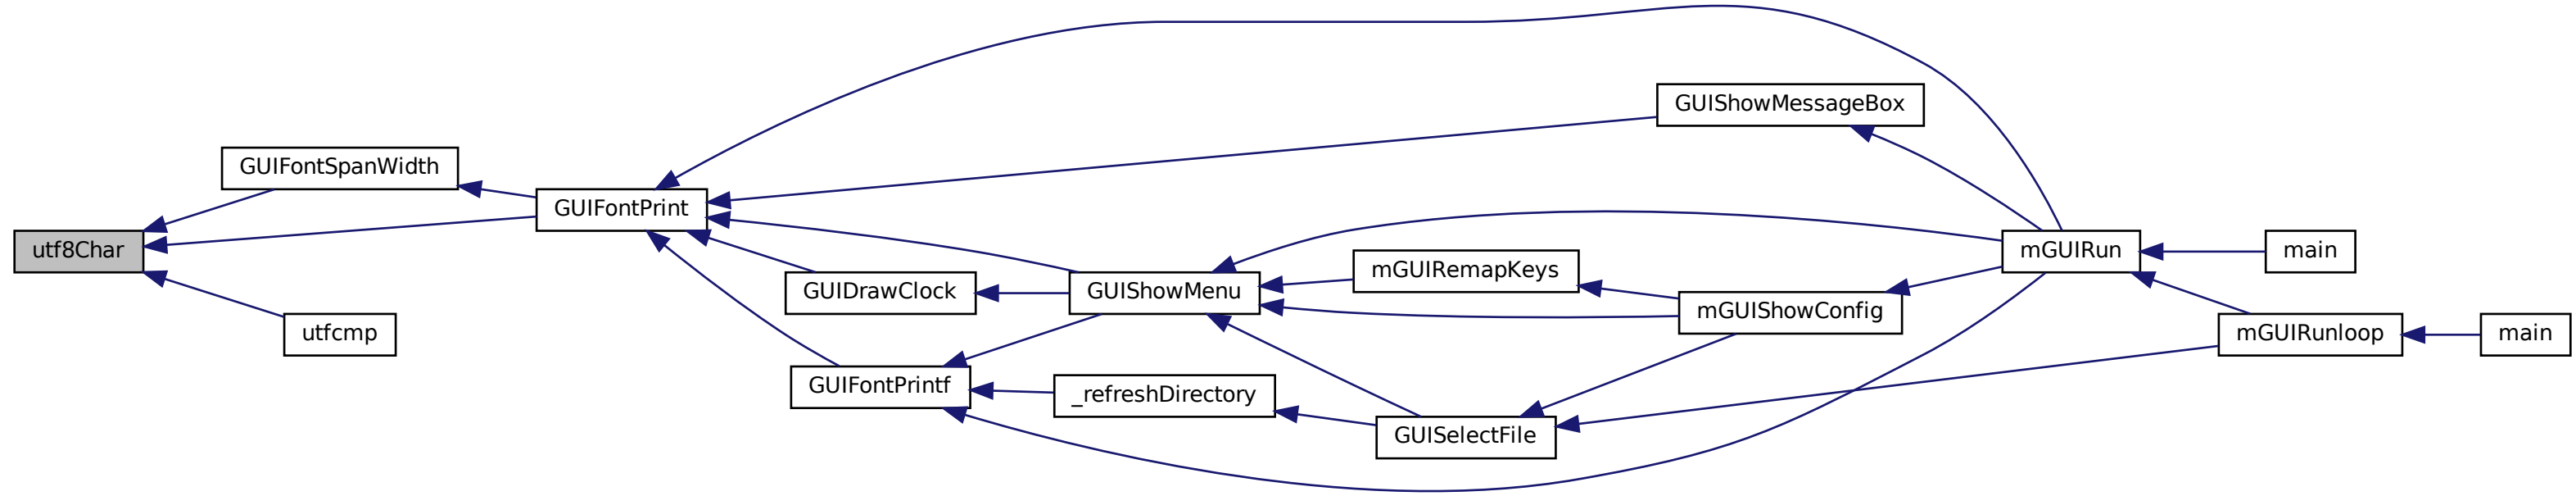 utf8Char
GUIFontSpanWidth
utfcmp
GUIFontPrint
GUIDrawClock
GUIFontPrintf
GUIShowMenu
_refreshDirectory
mGUIRemapKeys
GUISelectFile
GUIShowMessageBox
mGUIShowConfig
mGUIRun
main
mGUIRunloop
main